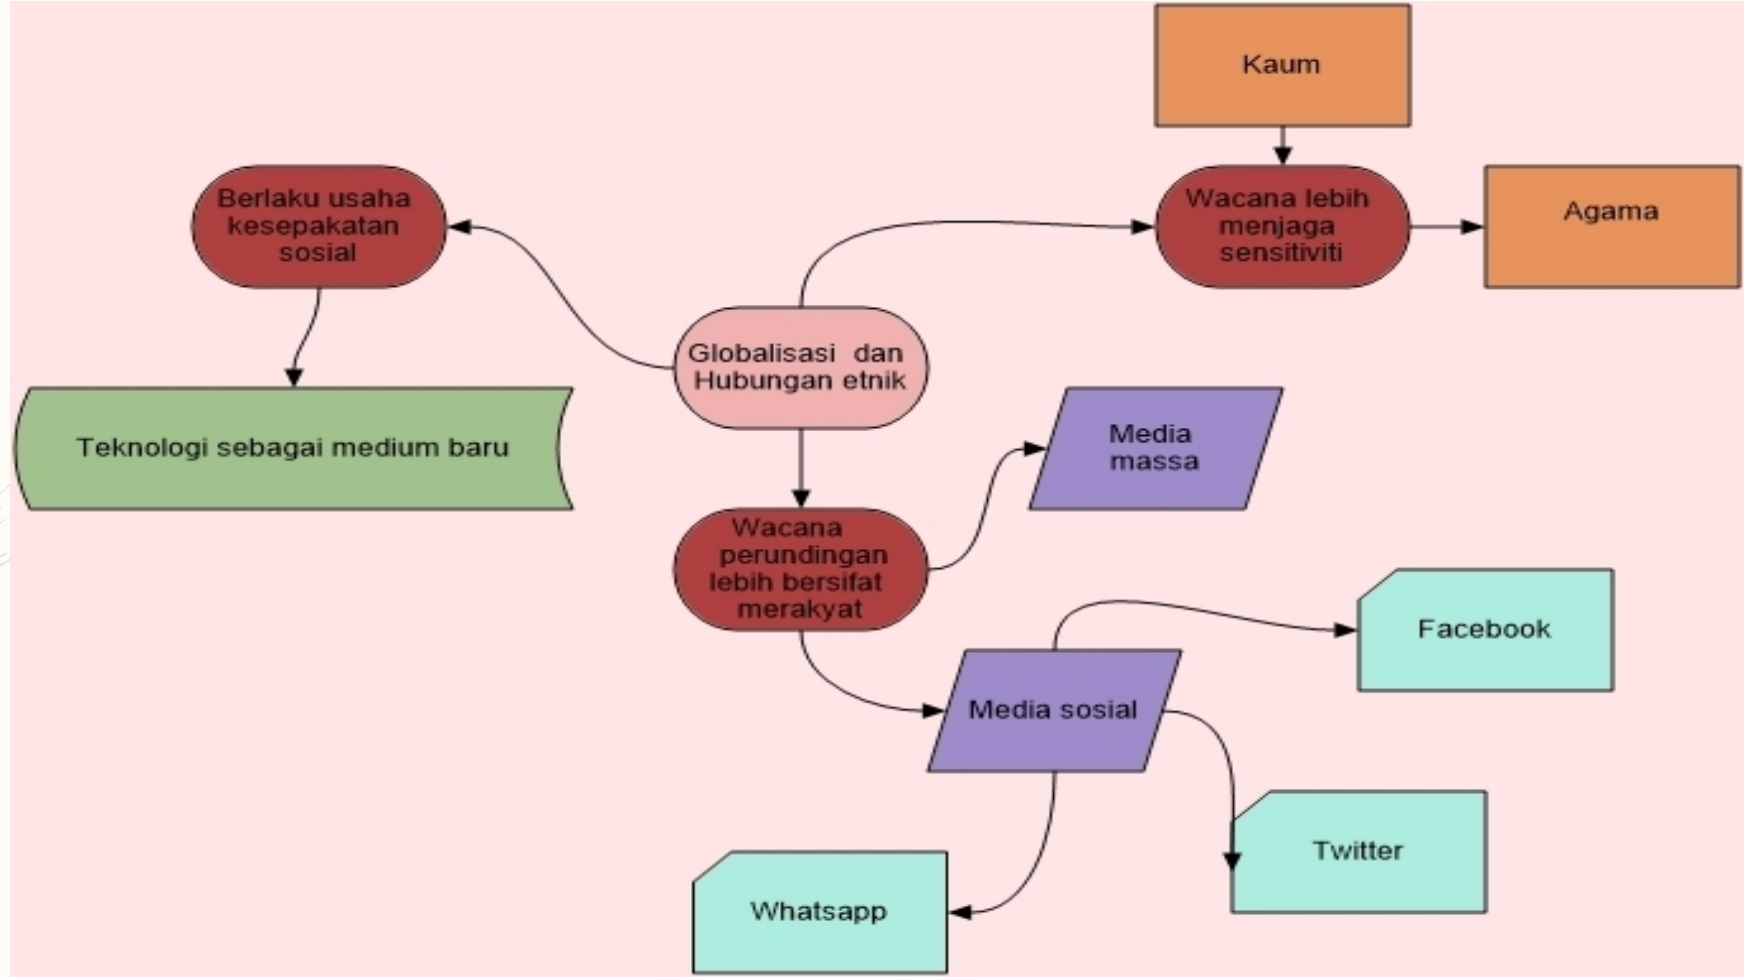 Kaum
Berlaku usaha
kesepakatan
sosial
Wacana lebih
menjaga
sensitiviti
Agama
Globalisasi dan
Hubungan etnik
Teknologi sebagai medium baru
Media
massa
Wacana
perundingan
lebih bersifat
merakyat
Facebook
Media sosial
Twitter
Whatsapp